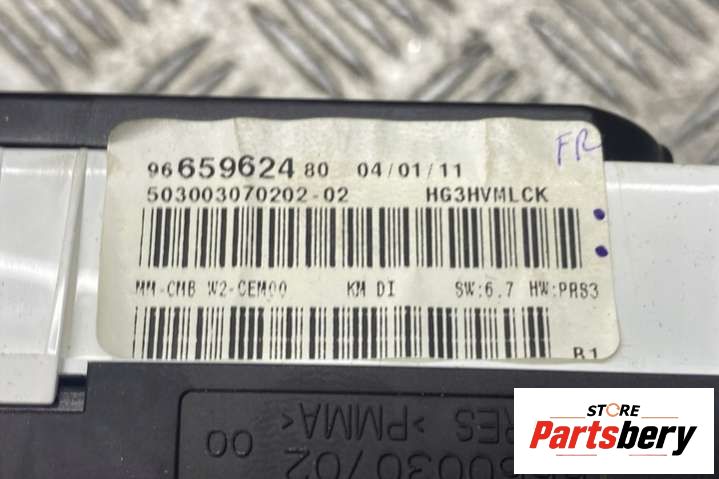 FR
96 659624 80 04/01/11
503003070202-02 HG3HVMLCK
MM-CMB W2-CEM00 KM DI SW:6.7 HW:PRS3
B1
>PMMA<
00
STORE
Partsbery